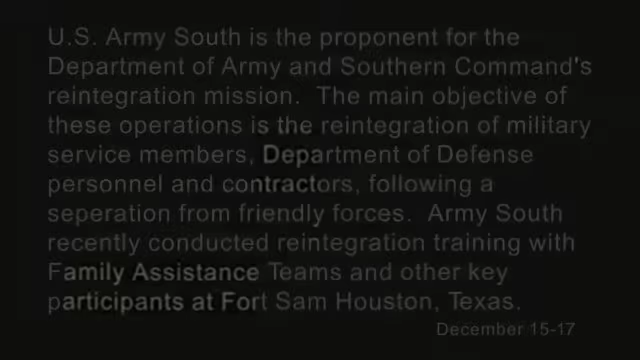 U.S. Army South is the proponent for the
Department of Army and Southern Command's
reintegration mission.  The main objective of
these operations is the reintegration of military
service members, Department of Defense
personnel and contractors, following a
seperation from friendly forces.  Army South
recently conducted reintegration training with
Family Assistance Teams and other key
participants at Fort Sam Houston, Texas.
December 15-17